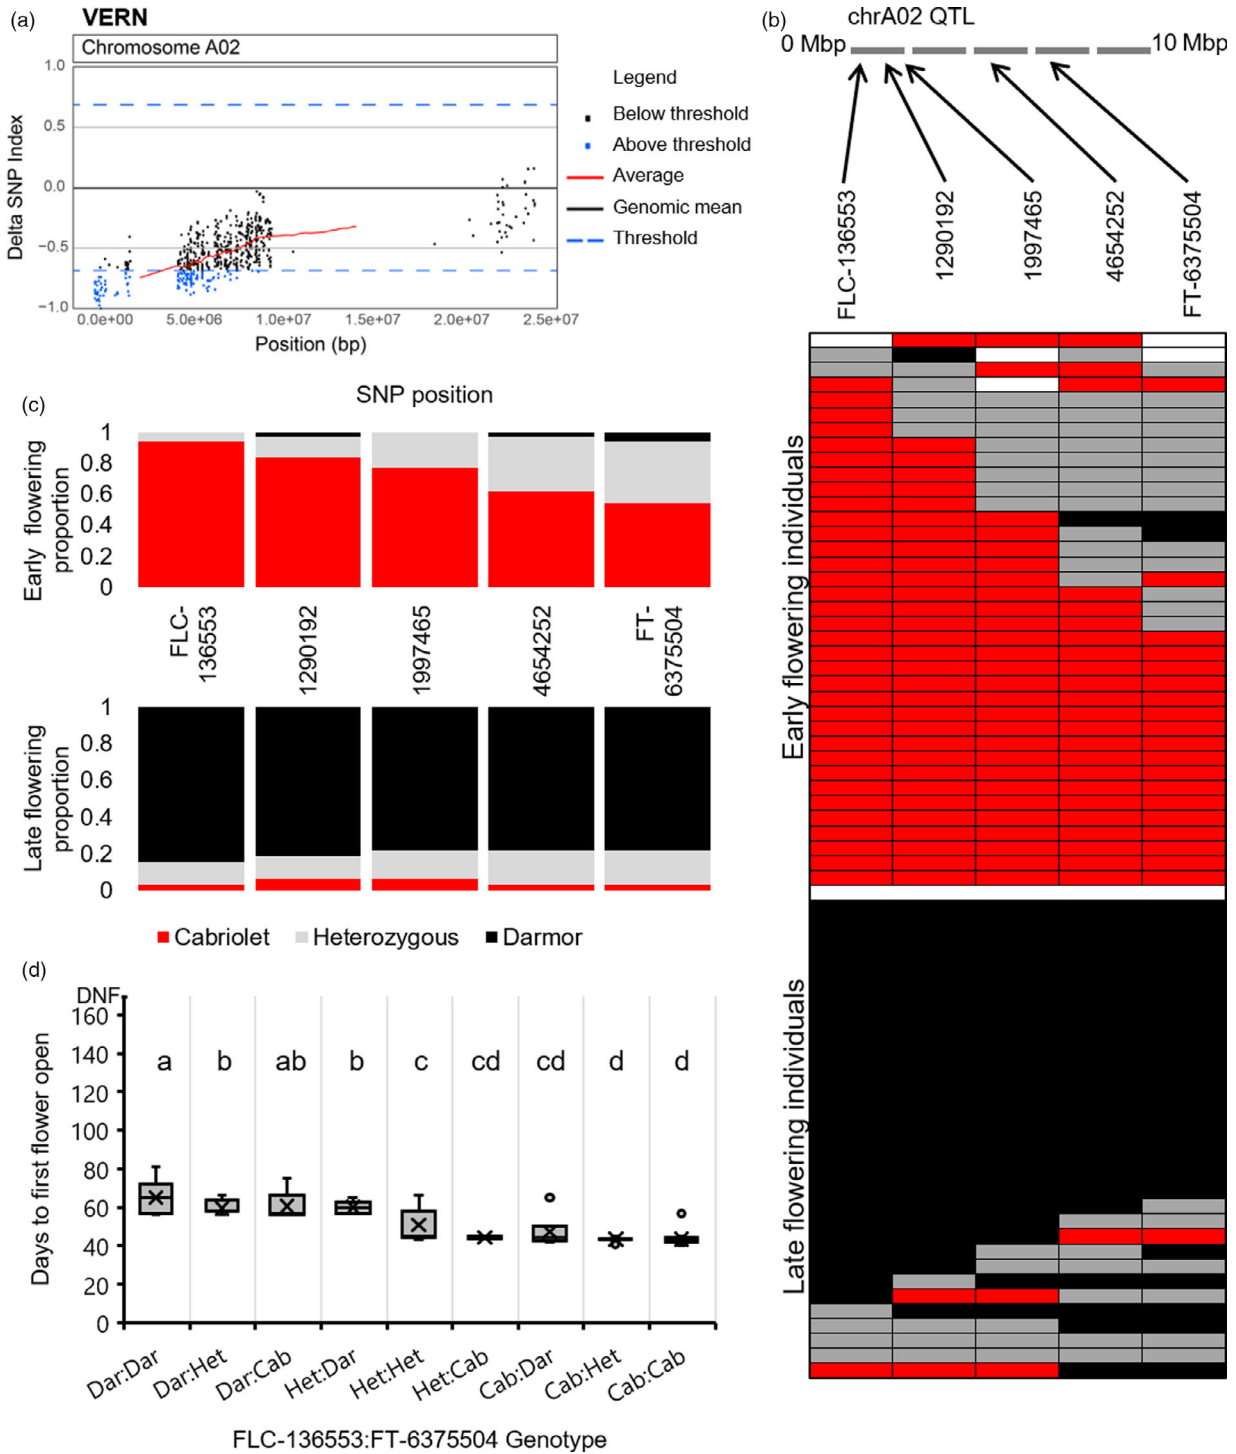 (a)
VERN
Chromosome A02
1.0
0.5
0.0
−0.5
−1.0
Delta SNP Index
0.0e+00 5.0e+06 1.0e+07 1.5e+07 2.0e+07 2.5e+07
Position (bp)
Legend
Below threshold
Above threshold
Average
Genomic mean
Threshold
(b)
chrA02 QTL
0 Mbp
10 Mbp
FLC-136553
1290192
1997465
4654252
FT-6375504
Early flowering individuals
Late flowering individuals
(c)
SNP position
Early flowering
proportion
1
0.8
0.6
0.4
0.2
0
FLC-
136553
1290192
1997465
4654252
FT-
6375504
Late flowering
proportion
1
0.8
0.6
0.4
0.2
0
Cabriolet Heterozygous Darmor
(d)
Days to first flower open
DNF
160
140
120
100
80
60
40
20
0
a b ab b c cd cd d d
Dar:Dar
Dar:Het
Dar:Cab
Het:Dar
Het:Het
Het:Cab
Cab:Dar
Cab:Het
Cab:Cab
FLC-136553:FT-6375504 Genotype